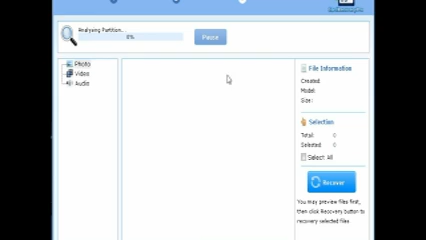 Analysing Partition...
0%
Pause
Photo
Video
Audio
File Information
Created:
Model:
Size:
Selection
Total: 0
Selected: 0
Select All
Recover
You may preview files first,
then click Recovery button to
recovery selected files